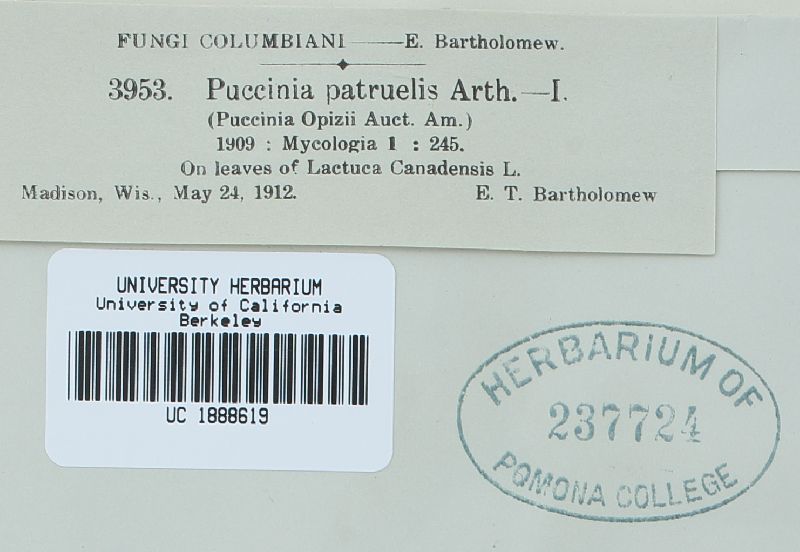 FUNGI COLUMBIANI——E. Bartholomew.
3953. Puccinia patruelis Arth.—I.
(Puccinia Opizii Auct. Am.)
1909 : Mycologia 1 : 245.
On leaves of Lactuca Canadensis L.
Madison, Wis., May 24, 1912. E. T. Bartholomew
UNIVERSITY HERBARIUM
University of California
Berkeley
UC 1888619
HERBARIUM OF
237724
POMONA COLLEGE